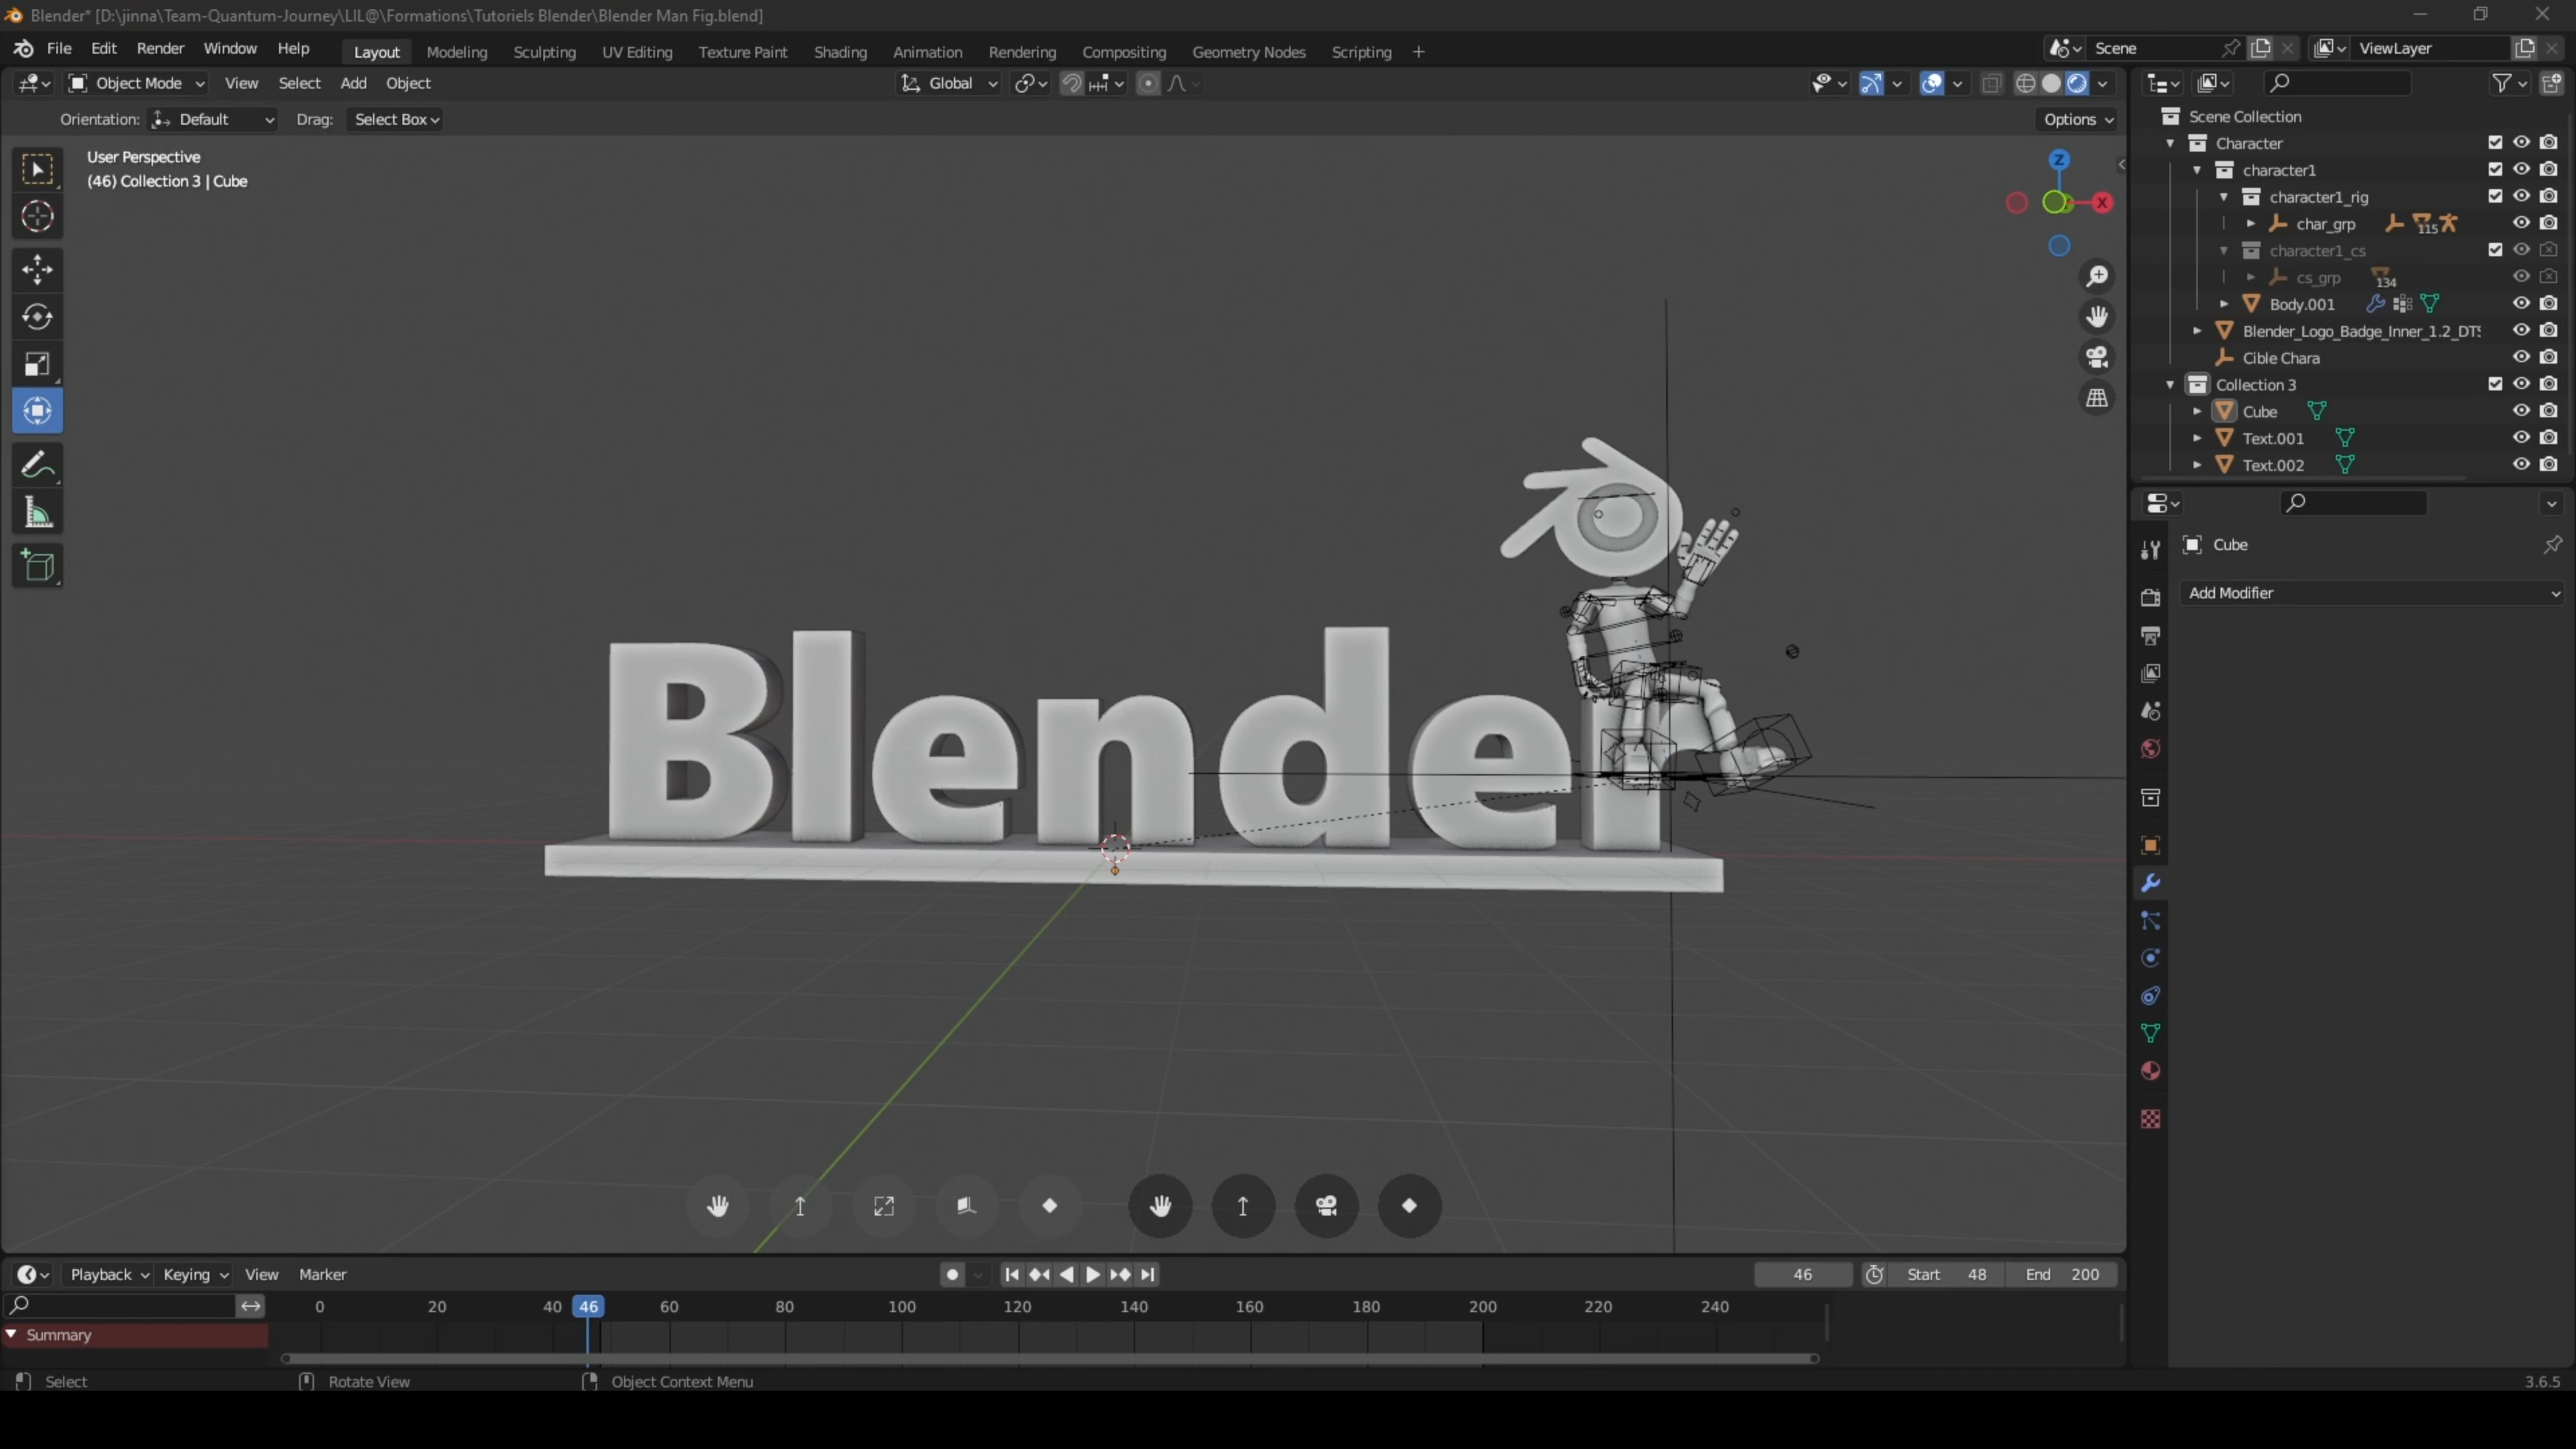 Blender* [D:\jinna\Team-Quantum-Journey\LIL@\Formations\Tutoriels Blender\Blender Man Fig.blend]
File Edit Render Window Help Layout Modeling Sculpting UV Editing Texture Paint Shading Animation Rendering Compositing Geometry Nodes Scripting + Scene ViewLayer
Object Mode View Select Add Object Global
Orientation: Default Drag: Select Box Options
User Perspective
(46) Collection 3 | Cube
Z
X
Scene Collection
Character
character1
character1_rig
char_grp 115
character1_cs
cs_grp 134
Body.001
Blender_Logo_Badge_Inner_1.2_DTS
Cible Chara
Collection 3
Cube
Text.001
Text.002
Cube
Add Modifier
Blender
Playback Keying View Marker 46 Start 48 End 200
0 20 40 46 60 80 100 120 140 160 180 200 220 240
Summary
Select Rotate View Object Context Menu 3.6.5